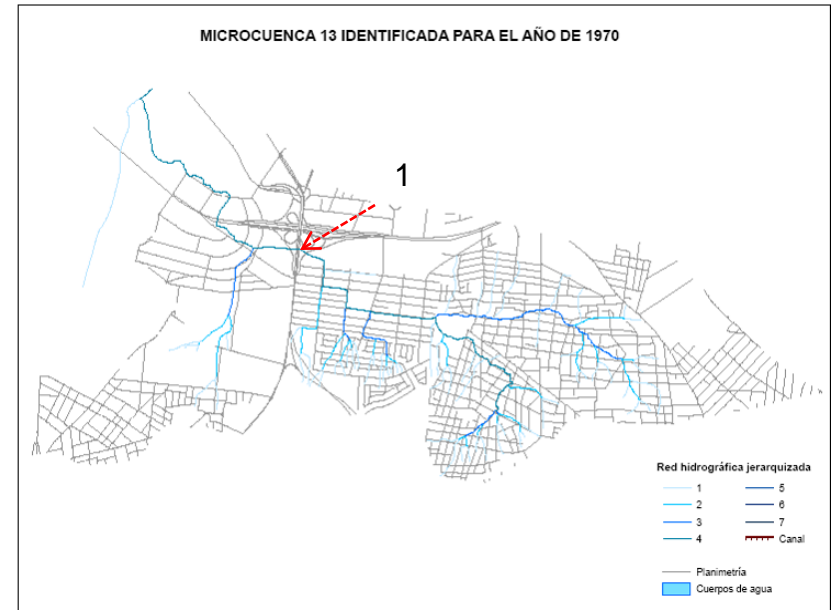 MICROCUENCA 13 IDENTIFICADA PARA EL AÑO DE 1970
1
Red hidrográfica jerarquizada
1
2
3
4
5
6
7
Canal
Planimetría
Cuerpos de agua